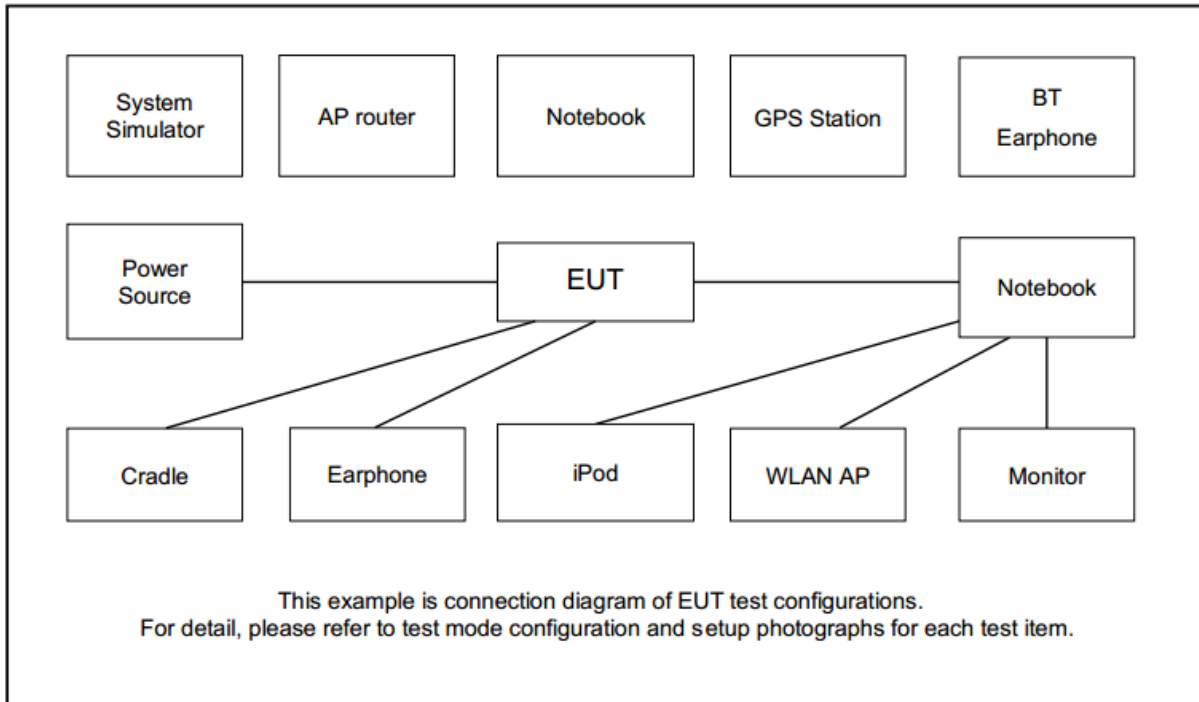 System
Simulator
AP router
Notebook
GPS Station
BT
Earphone
Power
Source
EUT
Notebook
Cradle
Earphone
iPod
WLAN AP
Monitor
This example is connection diagram of EUT test configurations.
For detail, please refer to test mode configuration and setup photographs for each test item.